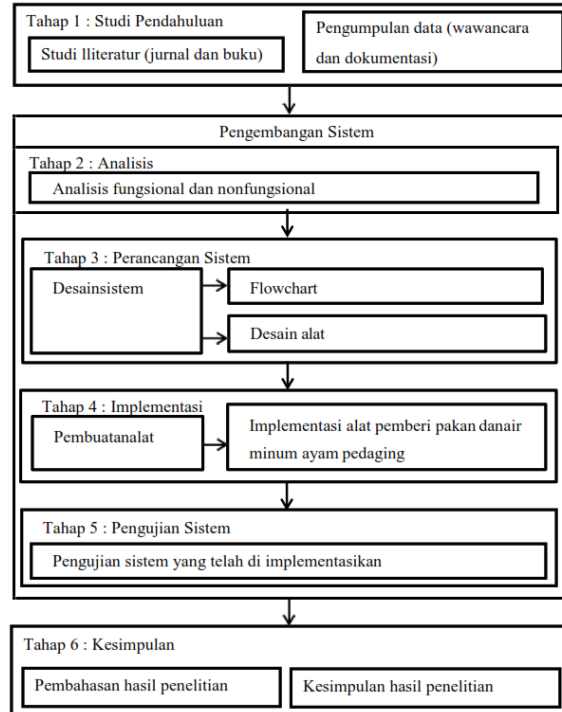 Tahap 1 : Studi Pendahuluan
Studi lliteratur (jurnal dan buku)
Pengumpulan data (wawancara
dan dokumentasi)
Pengembangan Sistem
Tahap 2 : Analisis
Analisis fungsional dan nonfungsional
Tahap 3 : Perancangan Sistem
Desainsistem
Flowchart
Desain alat
Tahap 4 : Implementasi
Pembuatanalat
Implementasi alat pemberi pakan danair
minum ayam pedaging
Tahap 5 : Pengujian Sistem
Pengujian sistem yang telah di implementasikan
Tahap 6 : Kesimpulan
Pembahasan hasil penelitian
Kesimpulan hasil penelitian